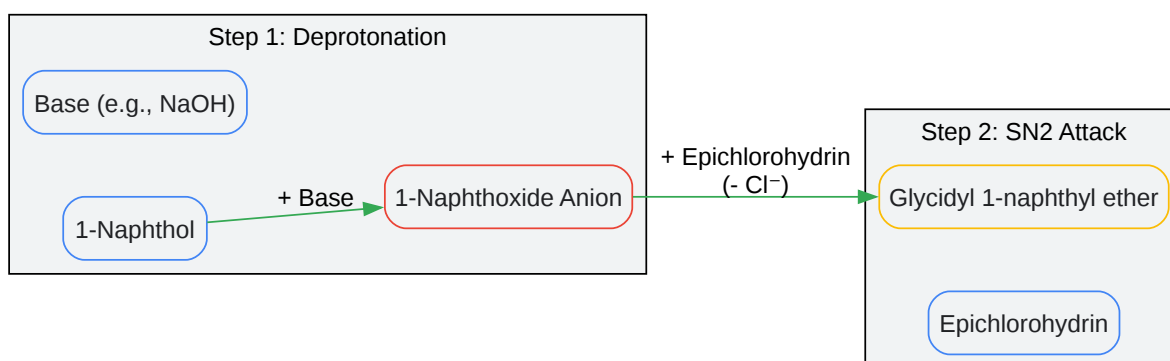 Step 1: Deprotonation
Base (e.g., NaOH)
1-Naphthol
+ Base
1-Naphthoxide Anion
+ Epichlorohydrin
(- Cl⁻)
Step 2: SN2 Attack
Glycidyl 1-naphthyl ether
Epichlorohydrin